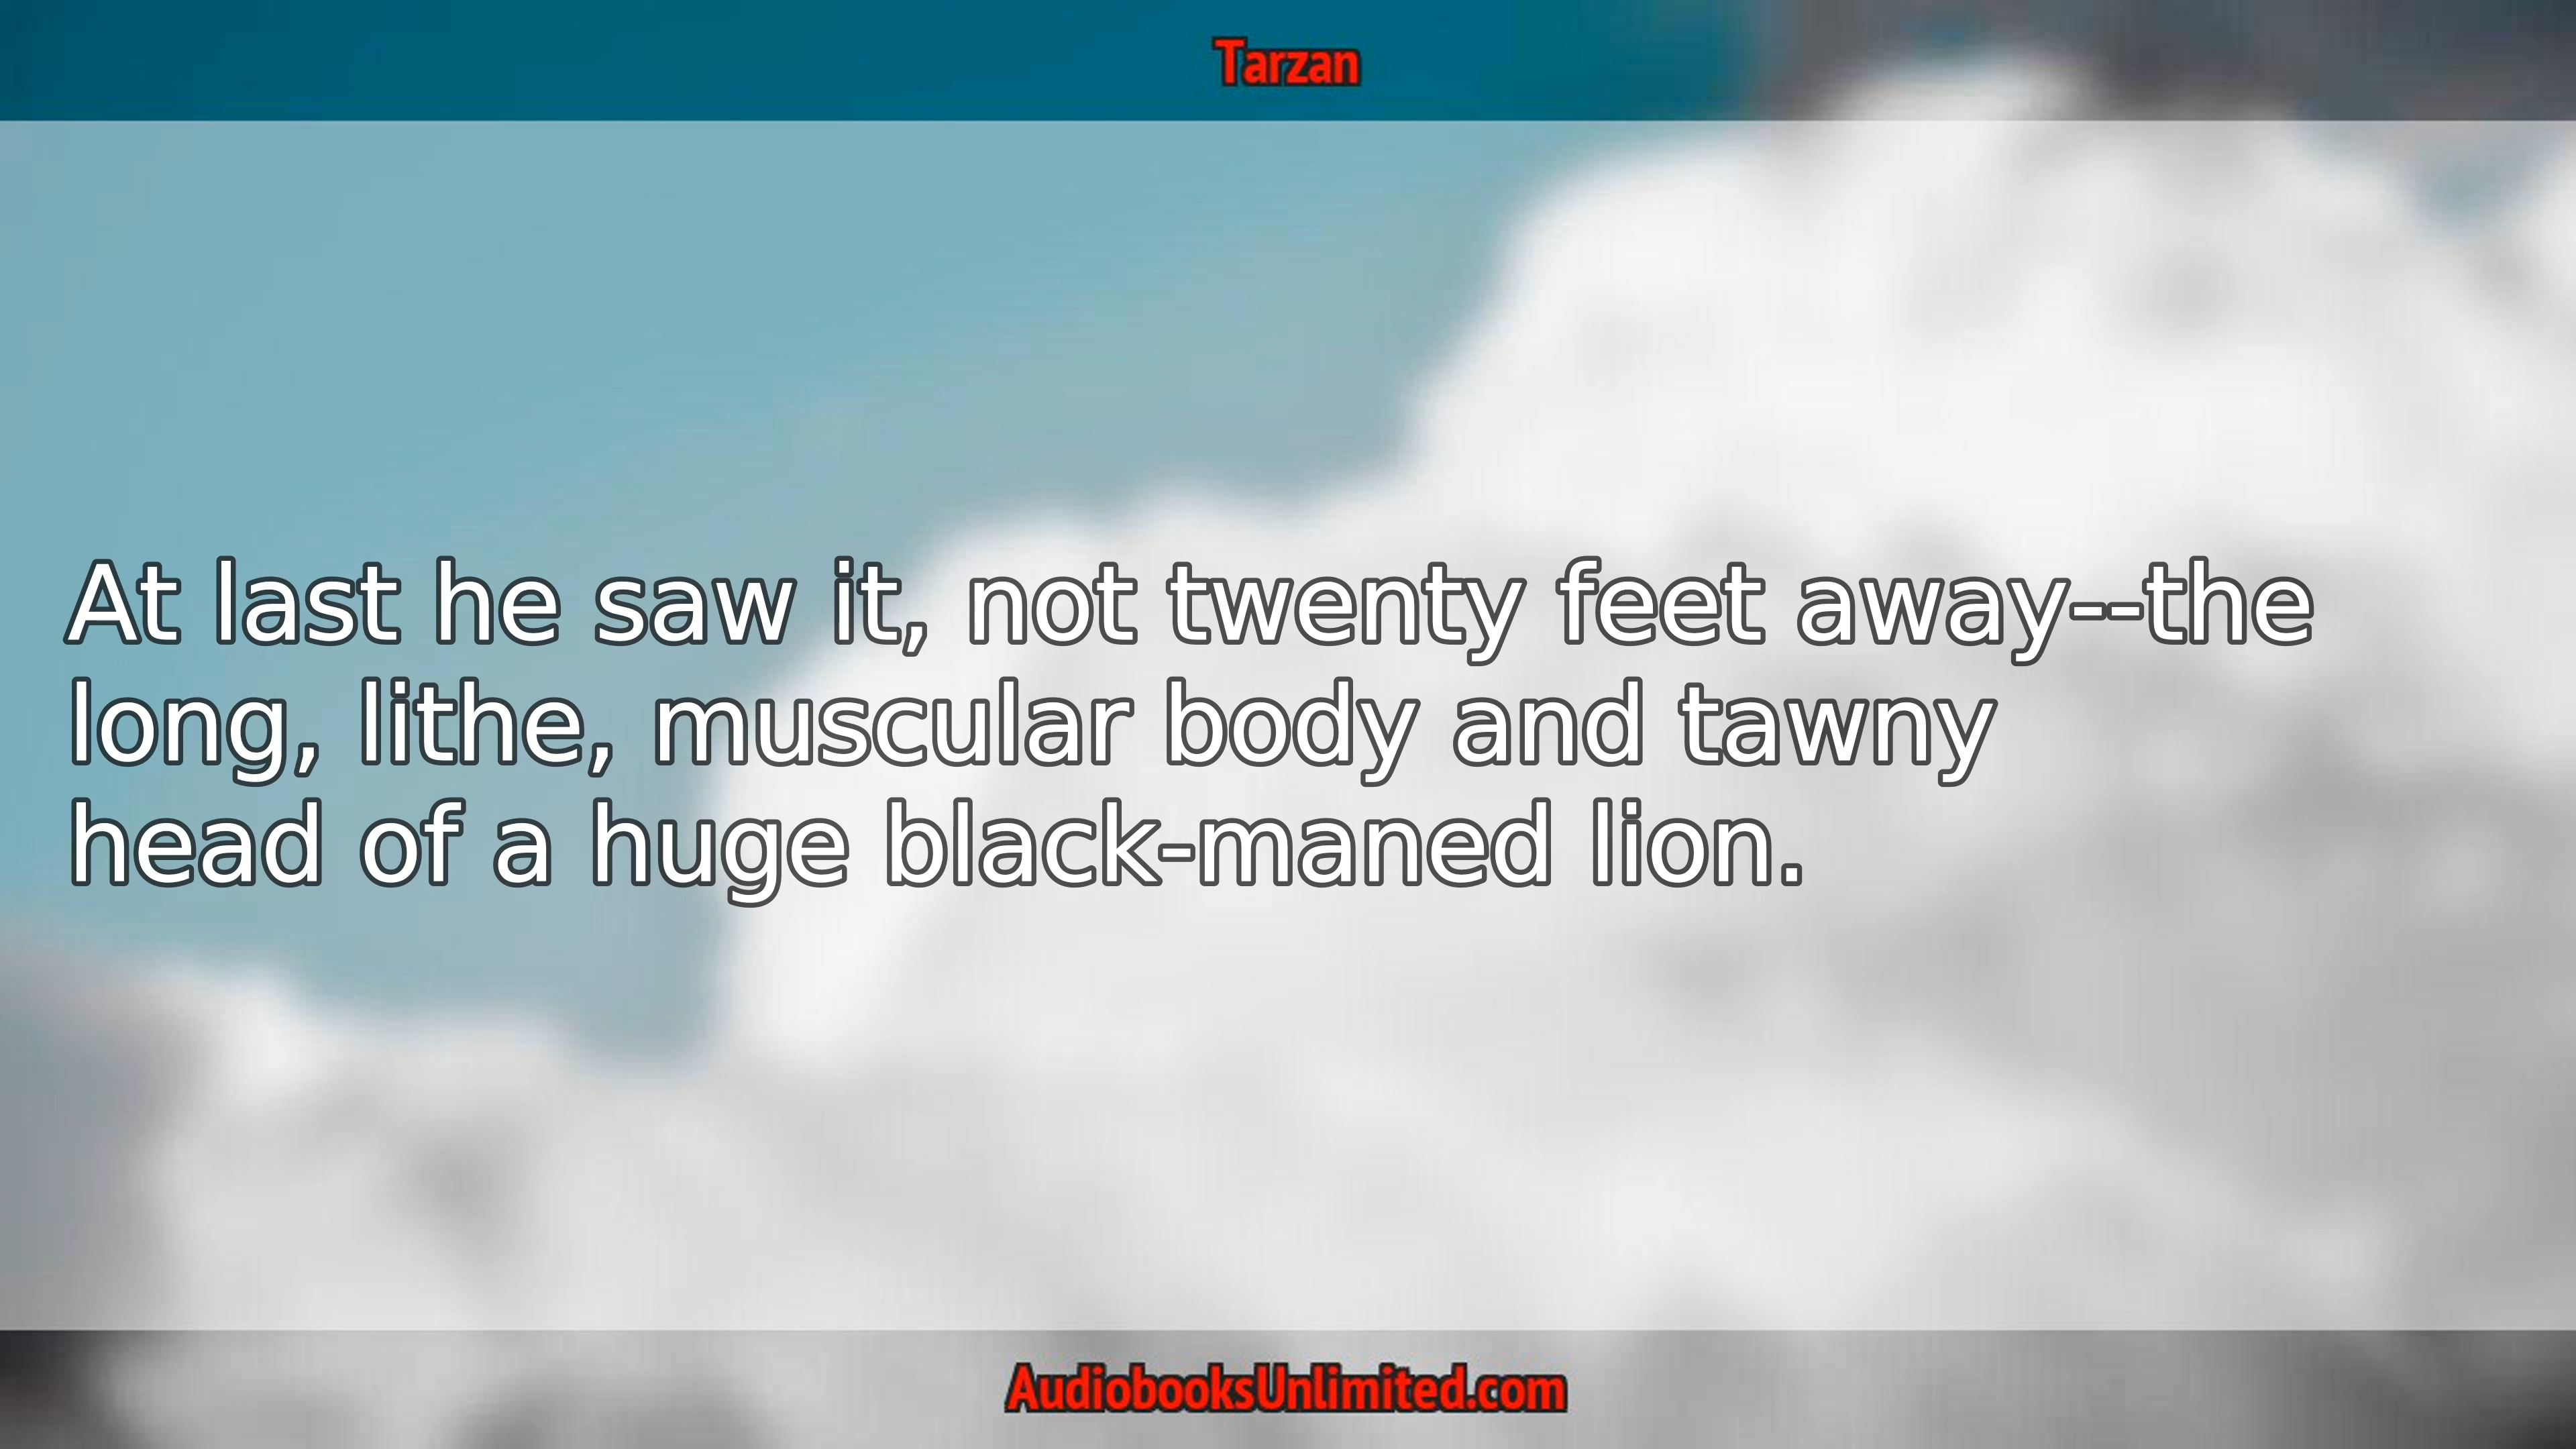 Tarzan
At last he saw it, not twenty feet away--the
long, lithe, muscular body and tawny
head of a huge black-maned lion.
AudiobooksUnlimited.com